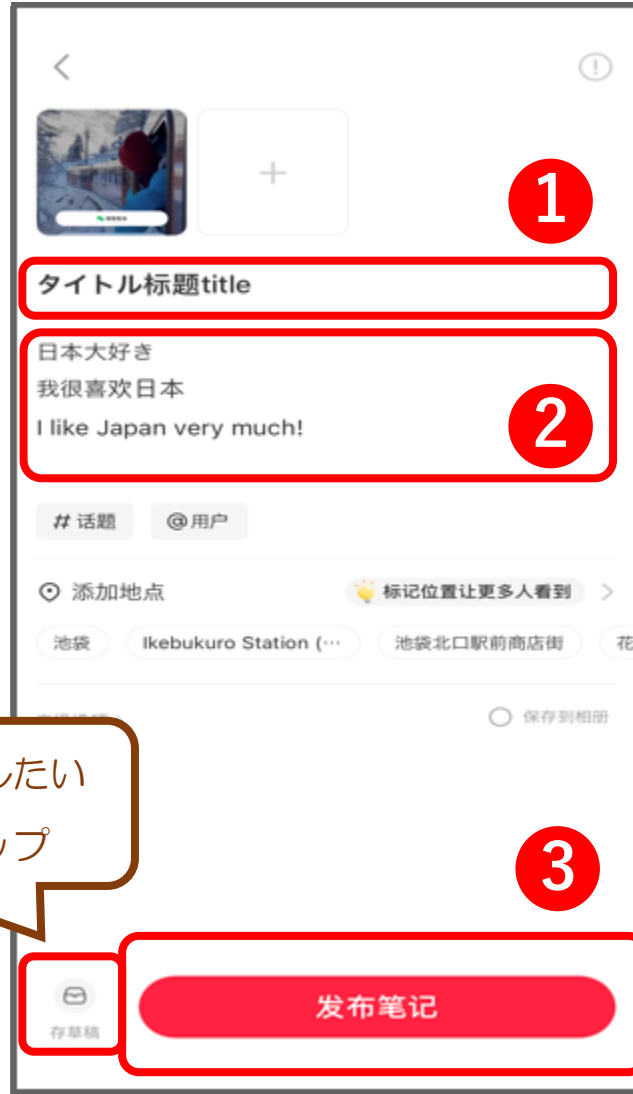 1
タイトル标题title
日本大好き
我很喜欢日本
I like Japan very much!
2
# 话题 @用户
添加地点 标记位置让更多人看到
池袋 Ikebukuro Station (… 池袋北口駅前商店街 花
保存到相册
したい
ップ
3
存草稿
发布笔记